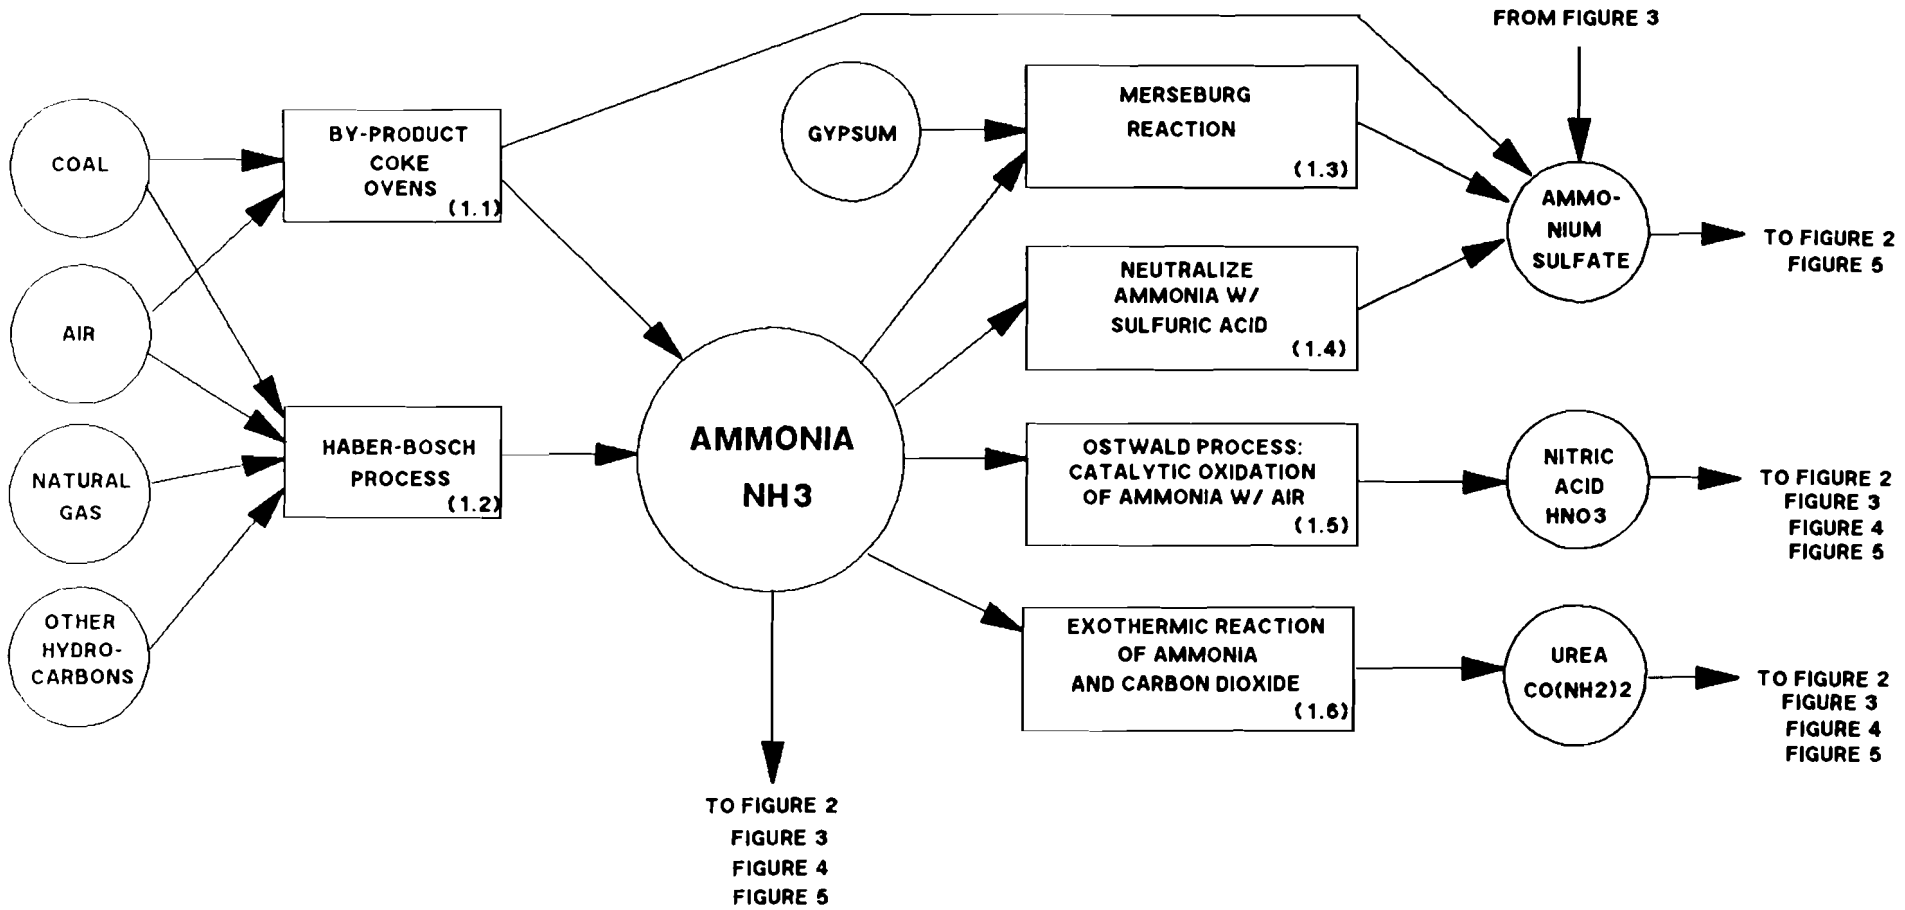 FROM FIGURE 3
COAL
BY-PRODUCT
COKE
OVENS
(1.1)
GYPSUM
MERSEBURG
REACTION
(1.3)
AMMO-
NIUM
SULFATE
TO FIGURE 2
FIGURE 5
AIR
NEUTRALIZE
AMMONIA W/
SULFURIC ACID
(1.4)
NATURAL
GAS
HABER-BOSCH
PROCESS
(1.2)
AMMONIA
NH3
OSTWALD PROCESS:
CATALYTIC OXIDATION
OF AMMONIA W/ AIR
(1.5)
NITRIC
ACID
HNO3
TO FIGURE 2
FIGURE 3
FIGURE 4
FIGURE 5
OTHER
HYDRO-
CARBONS
EXOTHERMIC REACTION
OF AMMONIA
AND CARBON DIOXIDE
(1.6)
UREA
CO(NH2)2
TO FIGURE 2
FIGURE 3
FIGURE 4
FIGURE 5
TO FIGURE 2
FIGURE 3
FIGURE 4
FIGURE 5